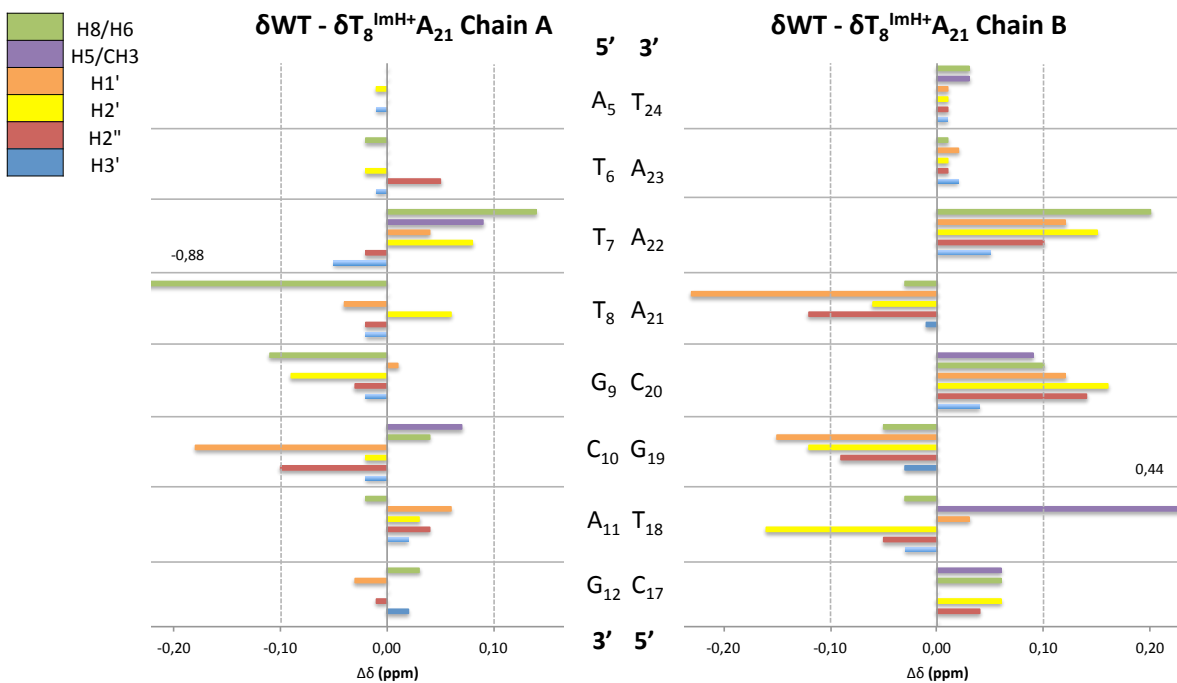 H8/H6
H5/CH3
H1'
H2'
H2"
H3'
δWT - δT8ImH+A21 Chain A
δWT - δT8ImH+A21 Chain B
5’ 3’
A5 T24
T6 A23
T7 A22
-0,88
T8 A21
G9 C20
C10 G19
0,44
A11 T18
G12 C17
3’ 5’
-0,20 -0,10 0,00 0,10
Δδ (ppm)
-0,20 -0,10 0,00 0,10 0,20
Δδ (ppm)